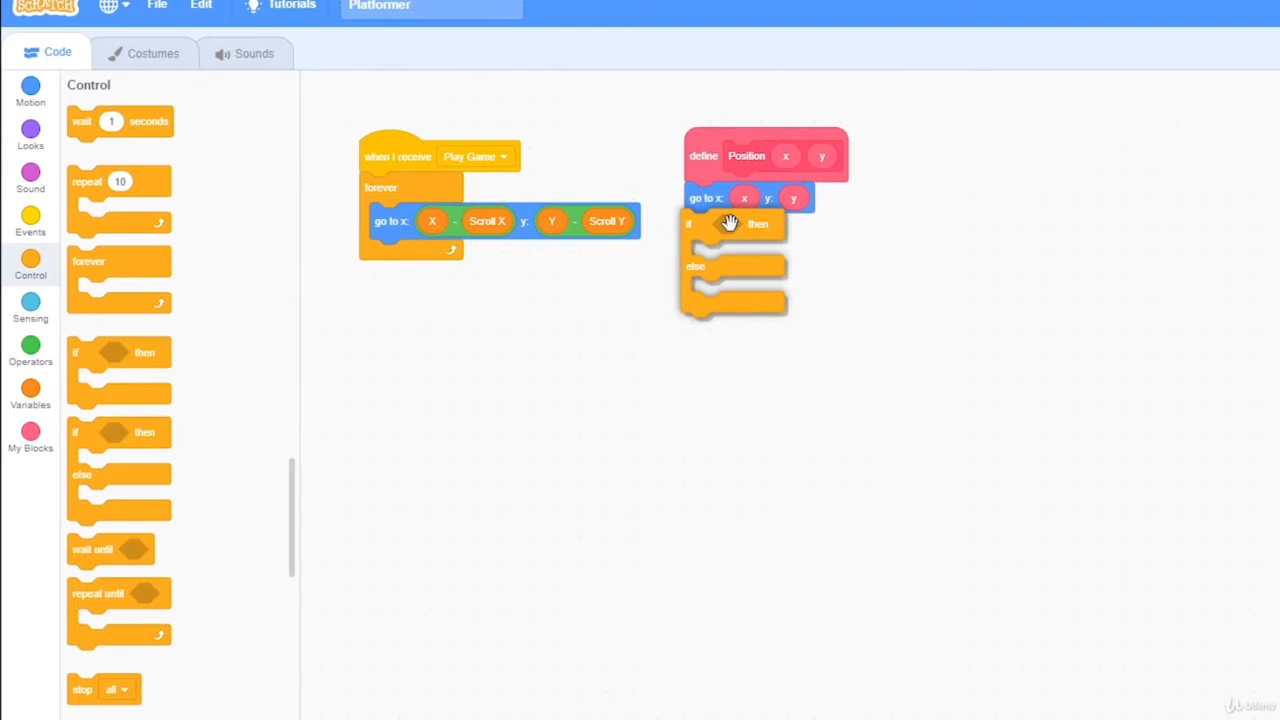 SCRATCH File Edit Tutorials Platformer
Code Costumes Sounds
Motion
Looks
Sound
Events
Control
Sensing
Operators
Variables
My Blocks
Control
wait 1 seconds
repeat 10
forever
if then
if then
else
wait until
repeat until
stop all
when I receive Play Game
forever
go to x: X - Scroll X y: Y - Scroll Y
define Position x y
go to x: x y: y
if then
else
Udemy